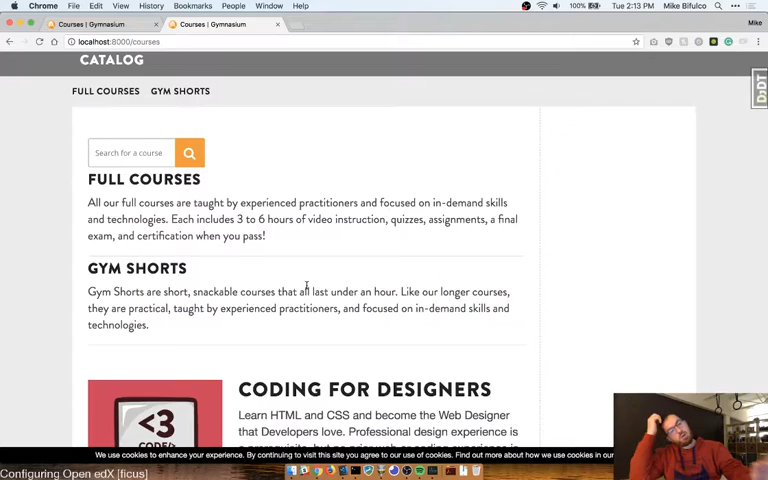 Chrome File Edit View History Bookmarks People Window Help
100% Tue 2:13 PM Mike Bifulco
Courses | Gymnasium
Courses | Gymnasium
Mike
localhost:8000/courses
CATALOG
DJDT
FULL COURSES GYM SHORTS
Search for a course
FULL COURSES
All our full courses are taught by experienced practitioners and focused on in-demand skills
and technologies. Each includes 3 to 6 hours of video instruction, quizzes, assignments, a final
exam, and certification when you pass!
GYM SHORTS
Gym Shorts are short, snackable courses that all last under an hour. Like our longer courses,
they are practical, taught by experienced practitioners, and focused on in-demand skills and
technologies.
<3
CODE/>
CODING FOR DESIGNERS
Learn HTML and CSS and become the Web Designer
that Developers love. Professional design experience is
We use cookies to enhance your experience. By continuing to visit this site you agree to our use of cookies. Find out more about how we use cookies in our
Configuring Open edX [ficus]